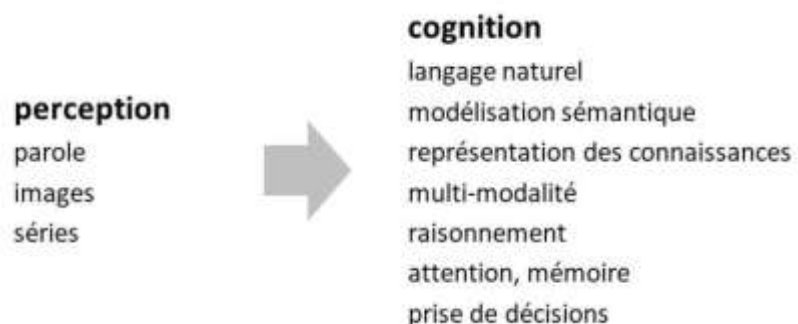 perception
parole
images
séries
cognition
langage naturel
modélisation sémantique
représentation des connaissances
multi-modalité
raisonnement
attention, mémoire
prise de décisions